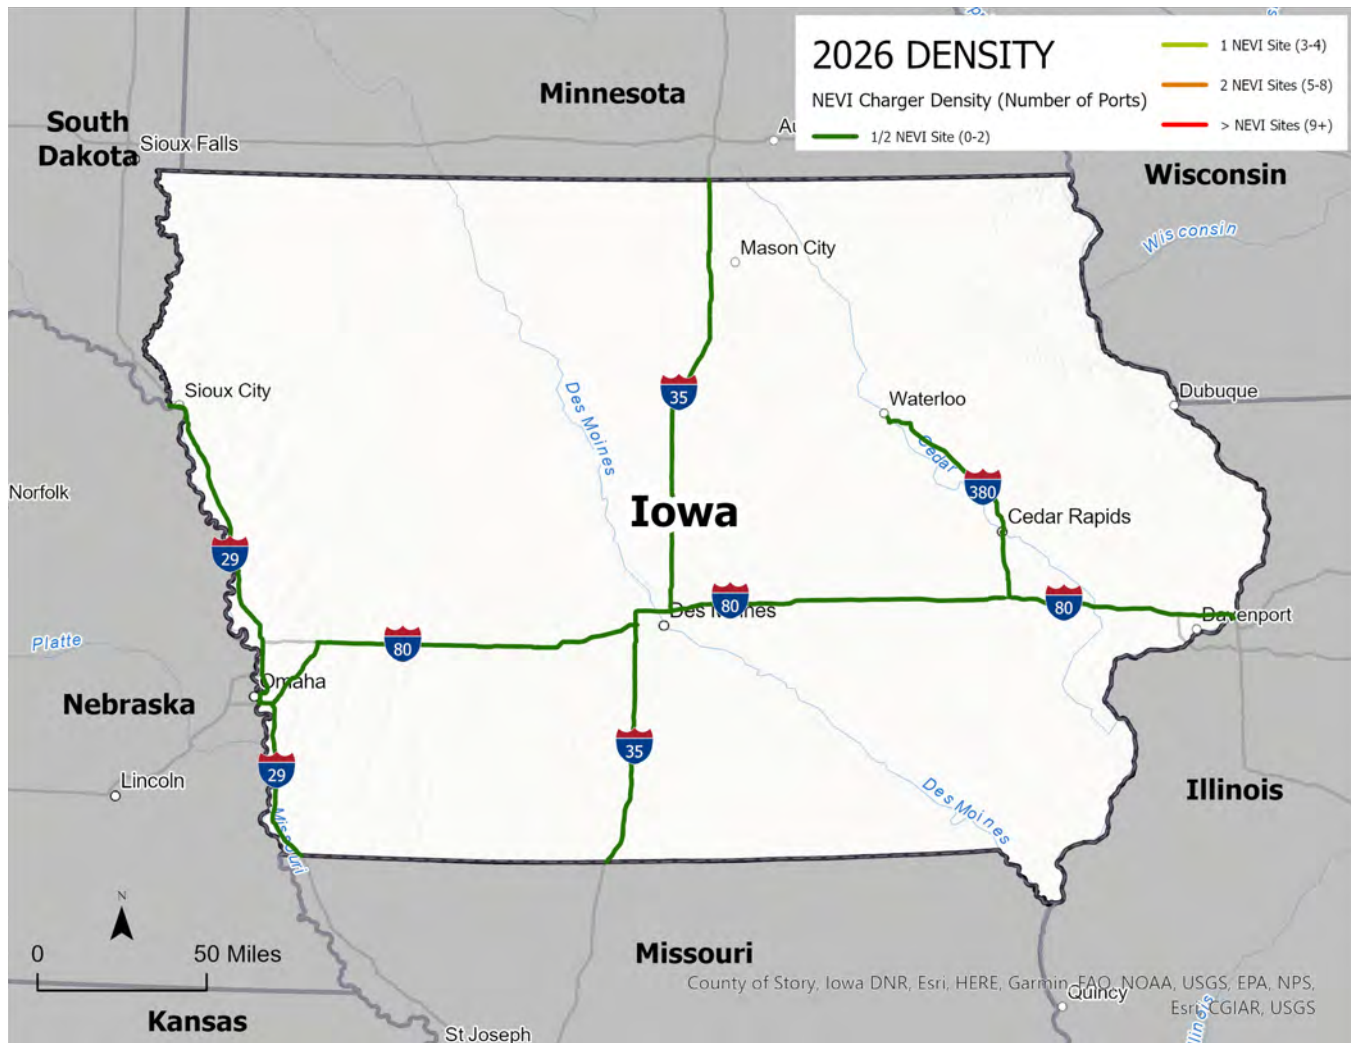 2026 DENSITY
NEVI Charger Density (Number of Ports)
1/2 NEVI Site (0-2)
1 NEVI Site (3-4)
2 NEVI Sites (5-8)
> NEVI Sites (9+)
Minnesota
South
Dakota
Sioux Falls
Au
Wisconsin
Wisconsin
Mason City
Sioux City
Des Moines
35
Waterloo
Dubuque
Cedar
380
Norfolk
Iowa
Cedar Rapids
29
80
80
Des Moines
Davenport
Platte
80
Omaha
Nebraska
35
29
Lincoln
Missouri
Des Moines
Illinois
N
0
50 Miles
Missouri
County of Story, Iowa DNR, Esri, HERE, Garmin, FAO, NOAA, USGS, EPA, NPS,
Esri, CGIAR, USGS
Quincy
Kansas
St Joseph
llinois